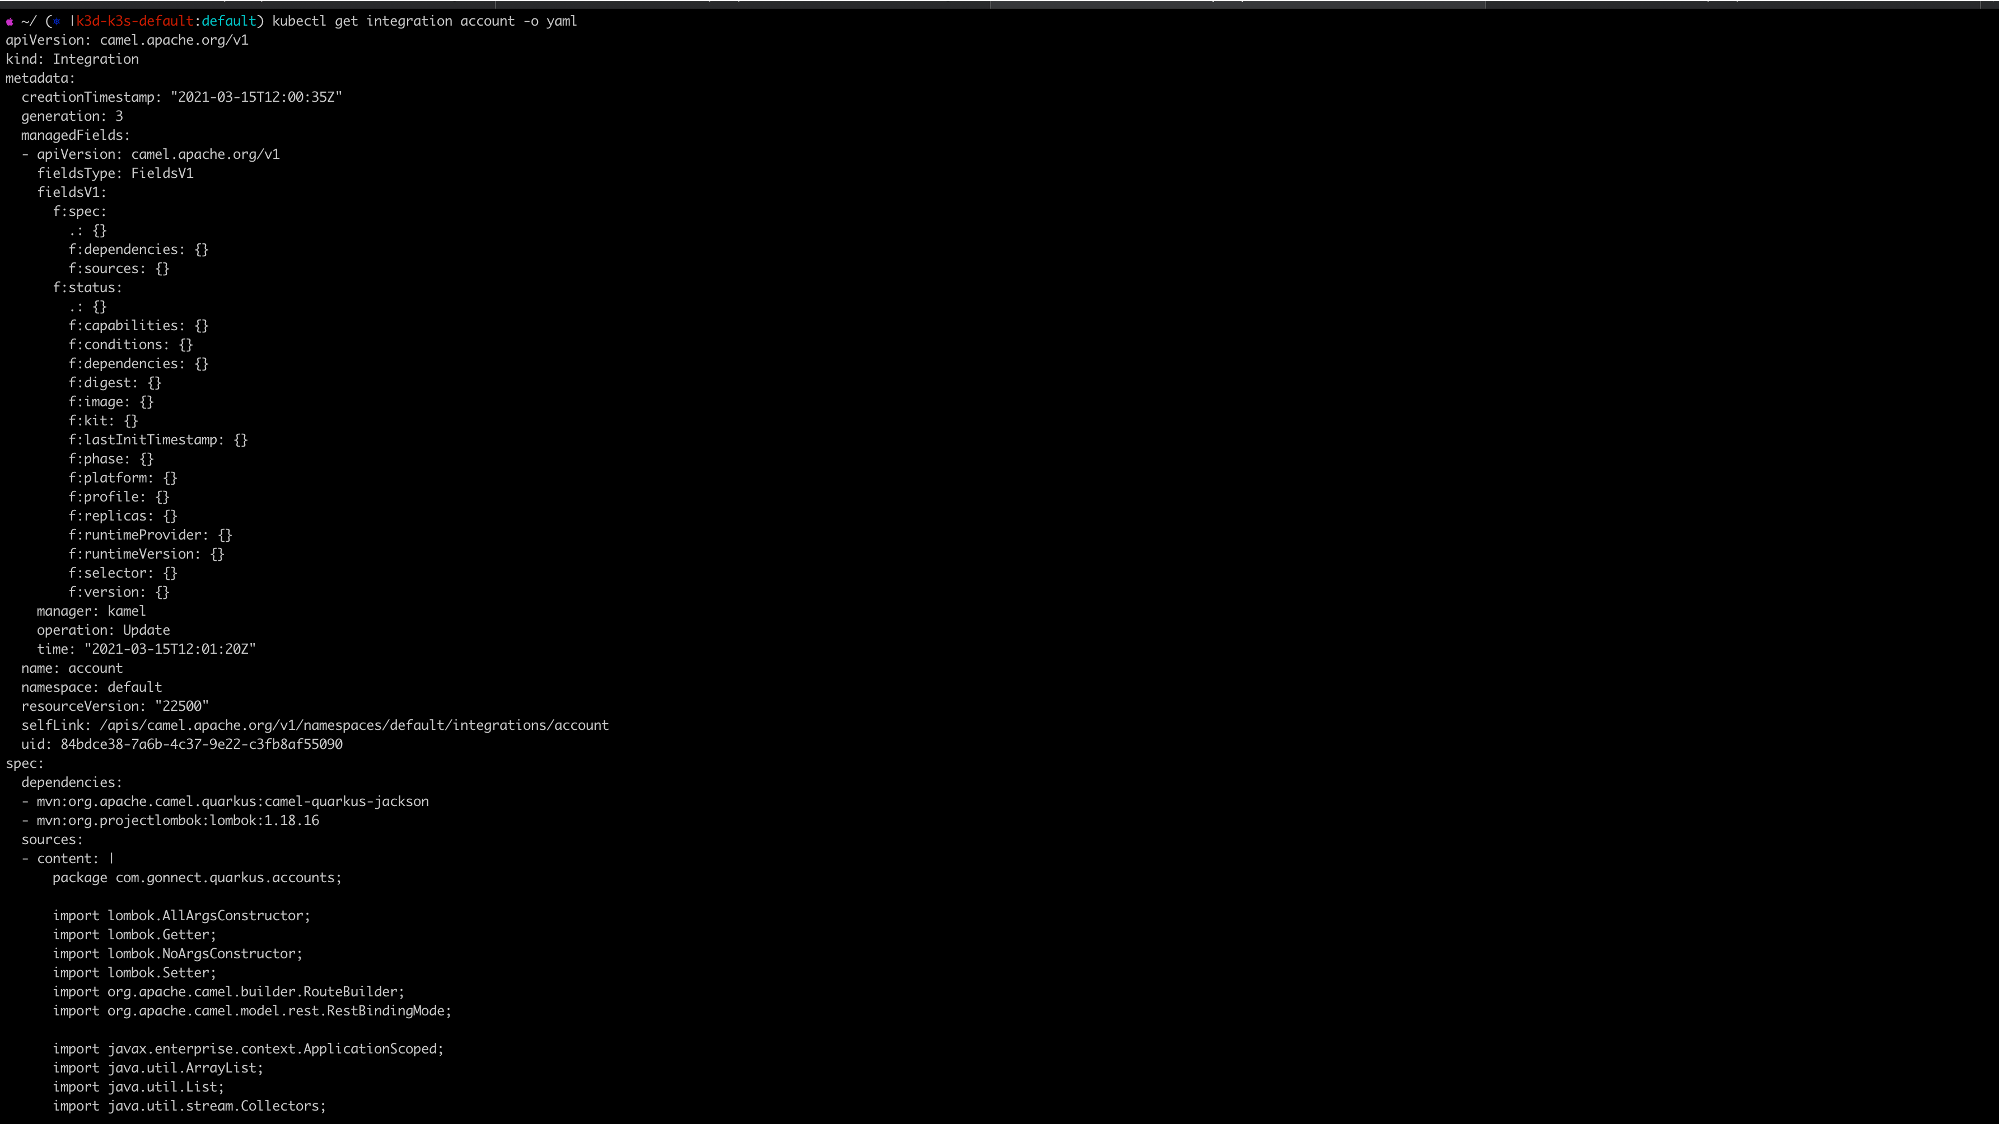 ~/ (⎈ |k3d-k3s-default:default) kubectl get integration account -o yaml
apiVersion: camel.apache.org/v1
kind: Integration
metadata:
  creationTimestamp: "2021-03-15T12:00:35Z"
  generation: 3
  managedFields:
  - apiVersion: camel.apache.org/v1
    fieldsType: FieldsV1
    fieldsV1:
      f:spec:
        .: {}
        f:dependencies: {}
        f:sources: {}
      f:status:
        .: {}
        f:capabilities: {}
        f:conditions: {}
        f:dependencies: {}
        f:digest: {}
        f:image: {}
        f:kit: {}
        f:lastInitTimestamp: {}
        f:phase: {}
        f:platform: {}
        f:profile: {}
        f:replicas: {}
        f:runtimeProvider: {}
        f:runtimeVersion: {}
        f:selector: {}
        f:version: {}
    manager: kamel
    operation: Update
    time: "2021-03-15T12:01:20Z"
  name: account
  namespace: default
  resourceVersion: "22500"
  selfLink: /apis/camel.apache.org/v1/namespaces/default/integrations/account
  uid: 84bdce38-7a6b-4c37-9e22-c3fb8af55090
spec:
  dependencies:
  - mvn:org.apache.camel.quarkus:camel-quarkus-jackson
  - mvn:org.projectlombok:lombok:1.18.16
  sources:
  - content: |
      package com.gonnect.quarkus.accounts;

      import lombok.AllArgsConstructor;
      import lombok.Getter;
      import lombok.NoArgsConstructor;
      import lombok.Setter;
      import org.apache.camel.builder.RouteBuilder;
      import org.apache.camel.model.rest.RestBindingMode;

      import javax.enterprise.context.ApplicationScoped;
      import java.util.ArrayList;
      import java.util.List;
      import java.util.stream.Collectors;